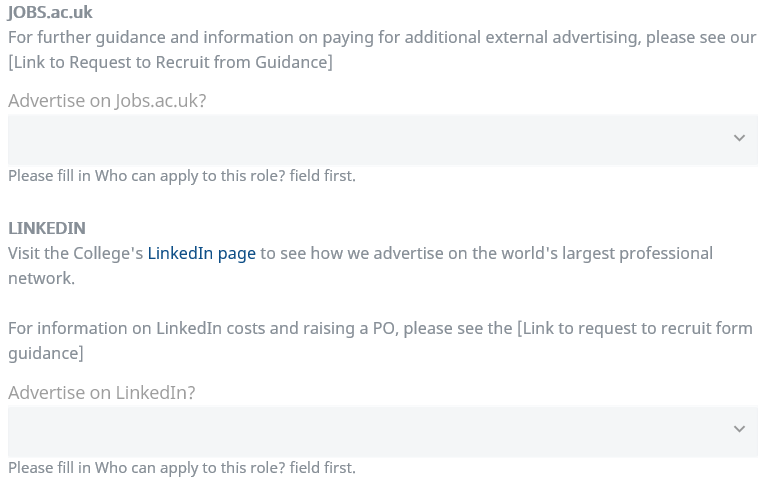 JOBS.ac.uk
For further guidance and information on paying for additional external advertising, please see our
[Link to Request to Recruit from Guidance]
Advertise on Jobs.ac.uk?
Please fill in Who can apply to this role? field first.
LINKEDIN
Visit the College's LinkedIn page to see how we advertise on the world's largest professional
network.
For information on LinkedIn costs and raising a PO, please see the [Link to request to recruit form
guidance]
Advertise on LinkedIn?
Please fill in Who can apply to this role? field first.